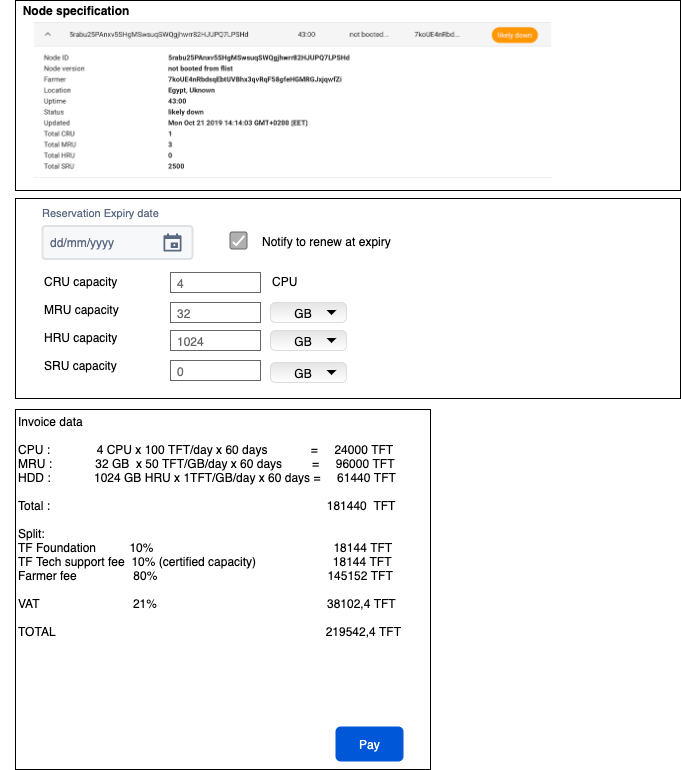 Node specification
5rabu25PAnxv5SHgMSwsuqSWQgjhwrr82HJUPQ7LPSHd 43:00 not booted... 7koUE4nRbd... likely down
Node ID 5rabu25PAnxv5SHgMSwsuqSWQgjhwrr82HJUPQ7LPSHd
Node version not booted from flist
Farmer
Location Egypt, Uknown
Uptime 43:00
Status likely down
Updated Mon Oct 21 2019 14:14:03 GMT+0200 (EET)
Total CRU 1
Total MRU 3
Total HRU 0
Total SRU 2500
Reservation Expiry date
dd/mm/yyyy Notify to renew at expiry
CRU capacity 4 CPU
MRU capacity 32 GB
HRU capacity 1024 GB
SRU capacity 0 GB
Invoice data
CPU : 4 CPU x 100 TFT/day x 60 days = 24000 TFT
MRU : 32 GB x 50 TFT/GB/day x 60 days = 96000 TFT
HDD : 1024 GB HRU x 1TFT/GB/day x 60 days = 61440 TFT
Total : 181440 TFT
Split:
TF Foundation 10% 18144 TFT
TF Tech support fee 10% (certified capacity) 18144 TFT
Farmer fee 80% 145152 TFT
VAT 21% 38102,4 TFT
TOTAL 219542,4 TFT
Pay